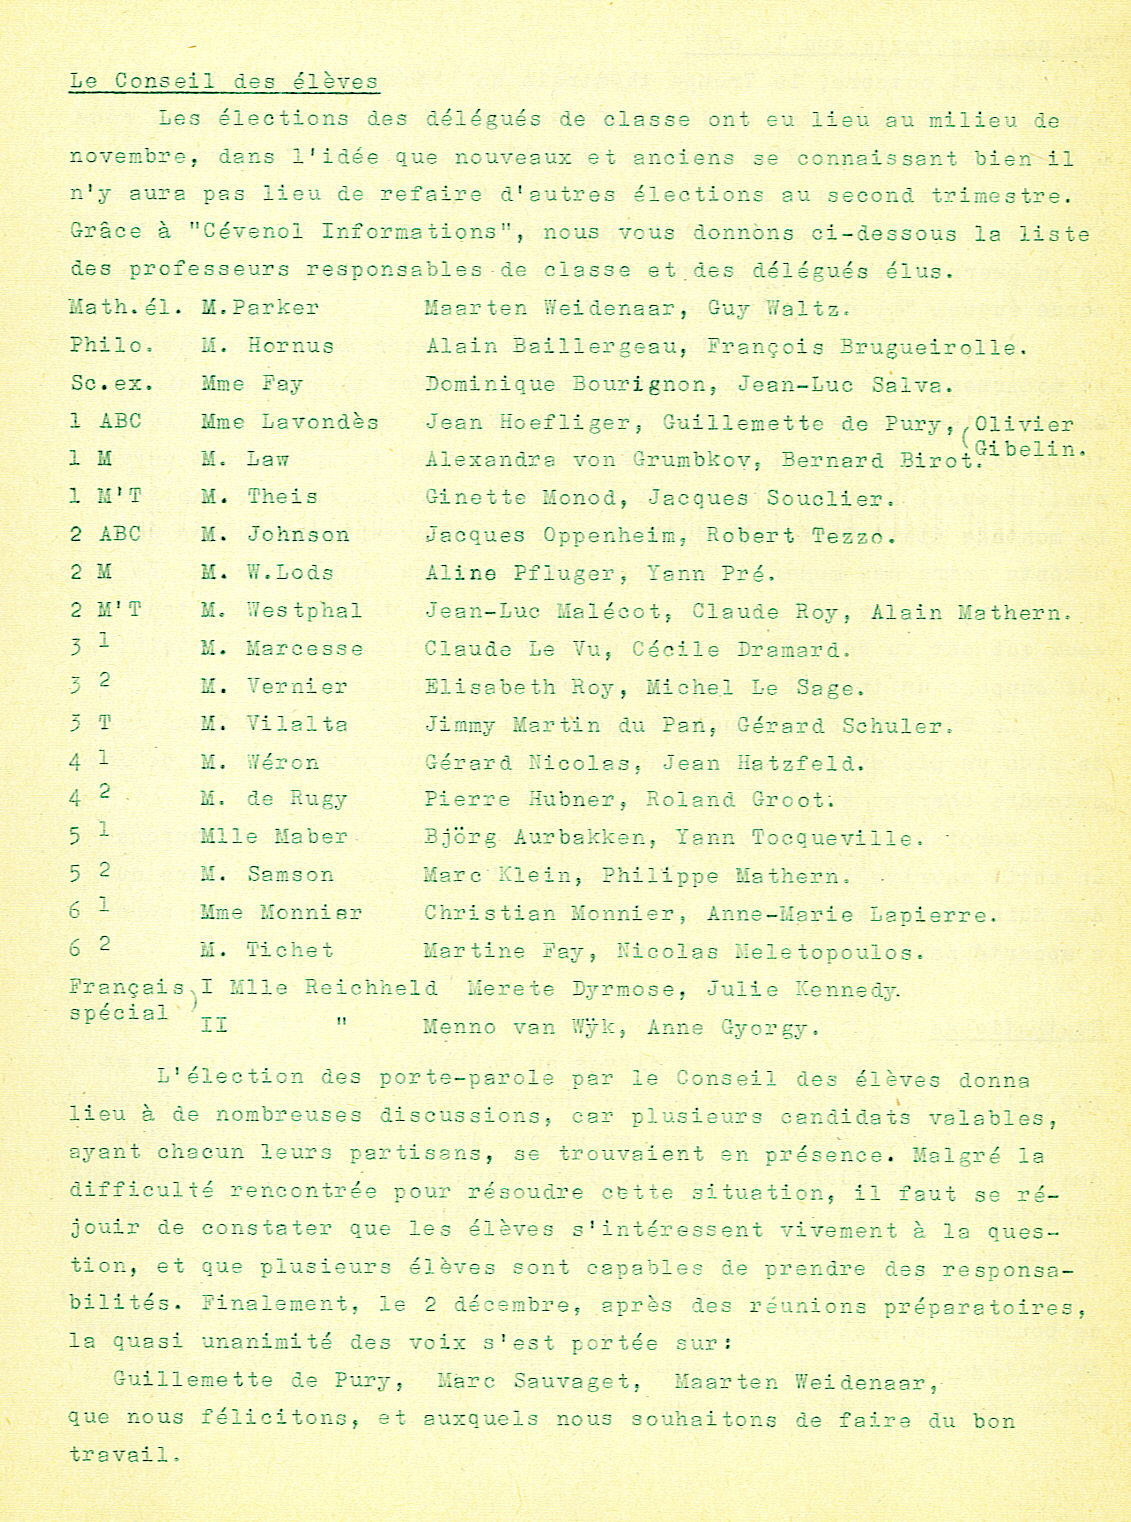 Le Conseil des élèves
Les élections des délégués de classe ont eu lieu au milieu de
novembre, dans l'idée que nouveaux et anciens se connaissant bien il
n'y aura pas lieu de refaire d'autres élections au second trimestre.
Grâce à "Cévenol Informations", nous vous donnons ci-dessous la liste
des professeurs responsables de classe et des délégués élus.
Math.él. M.Parker Maarten Weidenaar, Guy Waltz.
Philo. M. Hornus Alain Baillergeau, François Brugueirolle.
Sc.ex. Mme Fay Dominique Bourignon, Jean-Luc Salva.
1 ABC Mme Lavondès Jean Hoefliger, Guillemette de Pury, (Olivier
Gibelin.
1 M M. Law Alexandra von Grumbkov, Bernard Birot.
1 M'T M. Theis Ginette Monod, Jacques Souclier.
2 ABC M. Johnson Jacques Oppenheim, Robert Tezzo.
2 M M. W.Lods Aline Pfluger, Yann Pré.
2 M'T M. Westphal Jean-Luc Malécot, Claude Roy, Alain Mathern.
3 1 M. Marcesse Claude Le Vu, Cécile Dramard.
3 2 M. Vernier Elisabeth Roy, Michel Le Sage.
3 T M. Vilalta Jimmy Martin du Pan, Gérard Schuler.
4 1 M. Wéron Gérard Nicolas, Jean Hatzfeld.
4 2 M. de Rugy Pierre Hubner, Roland Groot.
5 1 Mlle Maber Björg Aurbakken, Yann Tocqueville.
5 2 M. Samson Marc Klein, Philippe Mathern.
6 1 Mme Monnier Christian Monnier, Anne-Marie Lapierre.
6 2 M. Tichet Martine Fay, Nicolas Meletopoulos.
Français) I Mlle Reichheld Merete Dyrmose, Julie Kennedy.
spécial ) II " Menno van Wÿk, Anne Gyorgy.
L'élection des porte-parole par le Conseil des élèves donna
lieu à de nombreuses discussions, car plusieurs candidats valables,
ayant chacun leurs partisans, se trouvaient en présence. Malgré la
difficulté rencontrée pour résoudre cette situation, il faut se ré-
jouir de constater que les élèves s'intéressent vivement à la ques-
tion, et que plusieurs élèves sont capables de prendre des responsa-
bilités. Finalement, le 2 décembre, après des réunions préparatoires,
la quasi unanimité des voix s'est portée sur:
Guillemette de Pury, Marc Sauvaget, Maarten Weidenaar,
que nous félicitons, et auxquels nous souhaitons de faire du bon
travail.